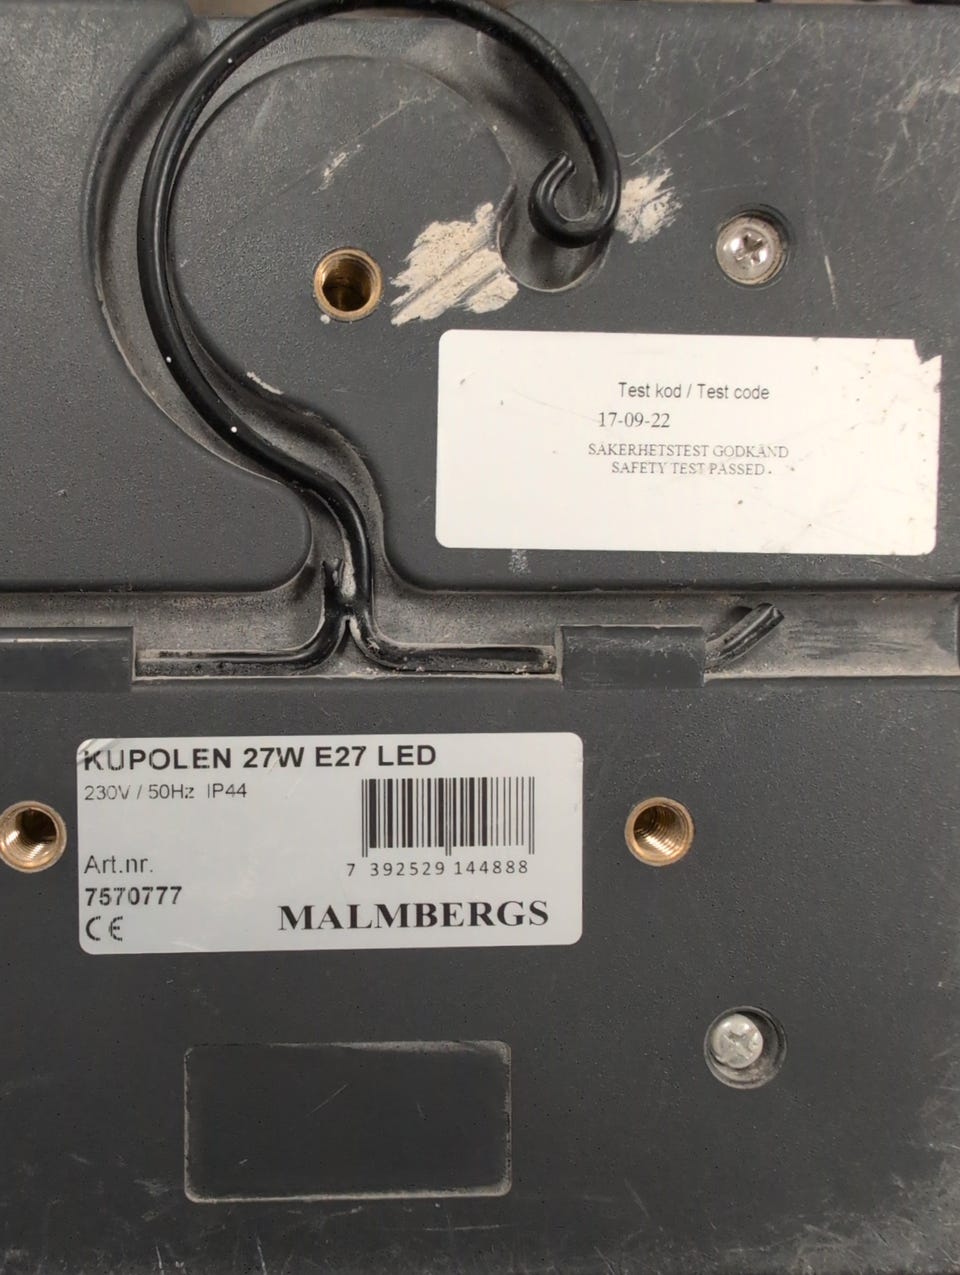 Test kod / Test code
17-09-22
SÄKERHETSTEST GODKÄND
SAFETY TEST PASSED.
KUPOLEN 27W E27 LED
230V / 50Hz IP44
7 392529 144888
Art.nr.
7570777
CE
MALMBERGS